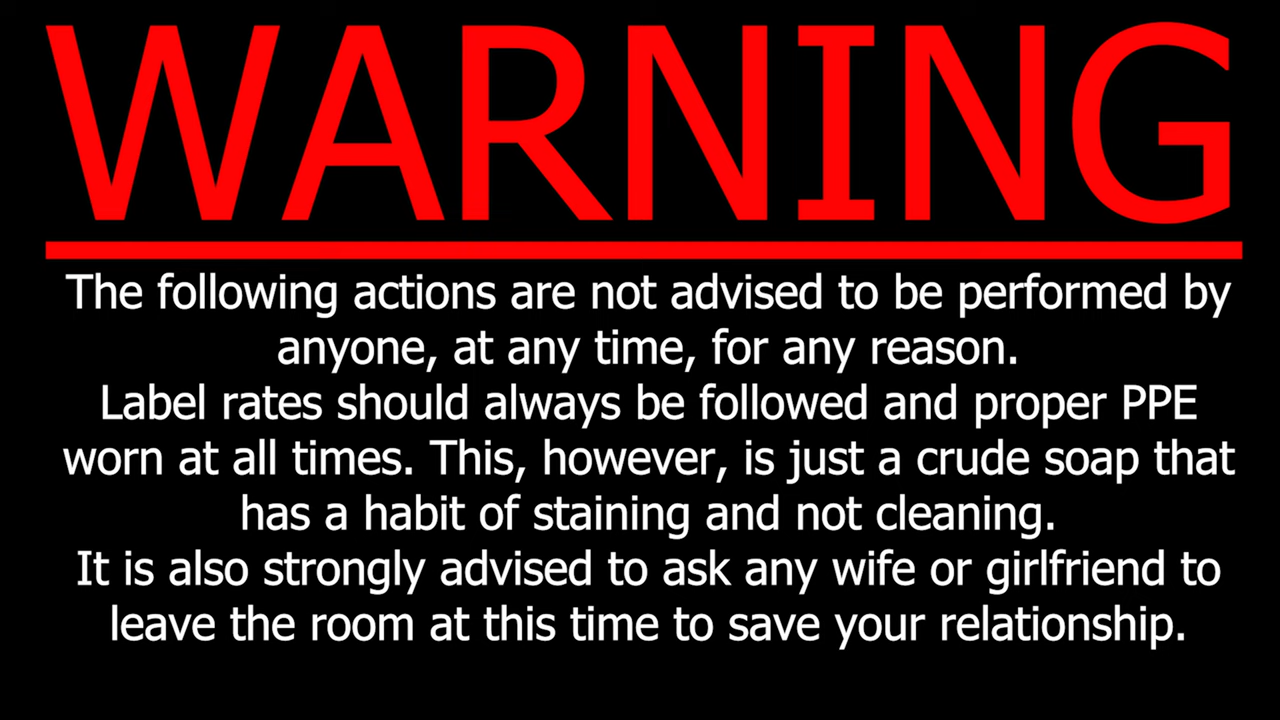 WARNING
The following actions are not advised to be performed by
anyone, at any time, for any reason.
Label rates should always be followed and proper PPE
worn at all times. This, however, is just a crude soap that
has a habit of staining and not cleaning.
It is also strongly advised to ask any wife or girlfriend to
leave the room at this time to save your relationship.